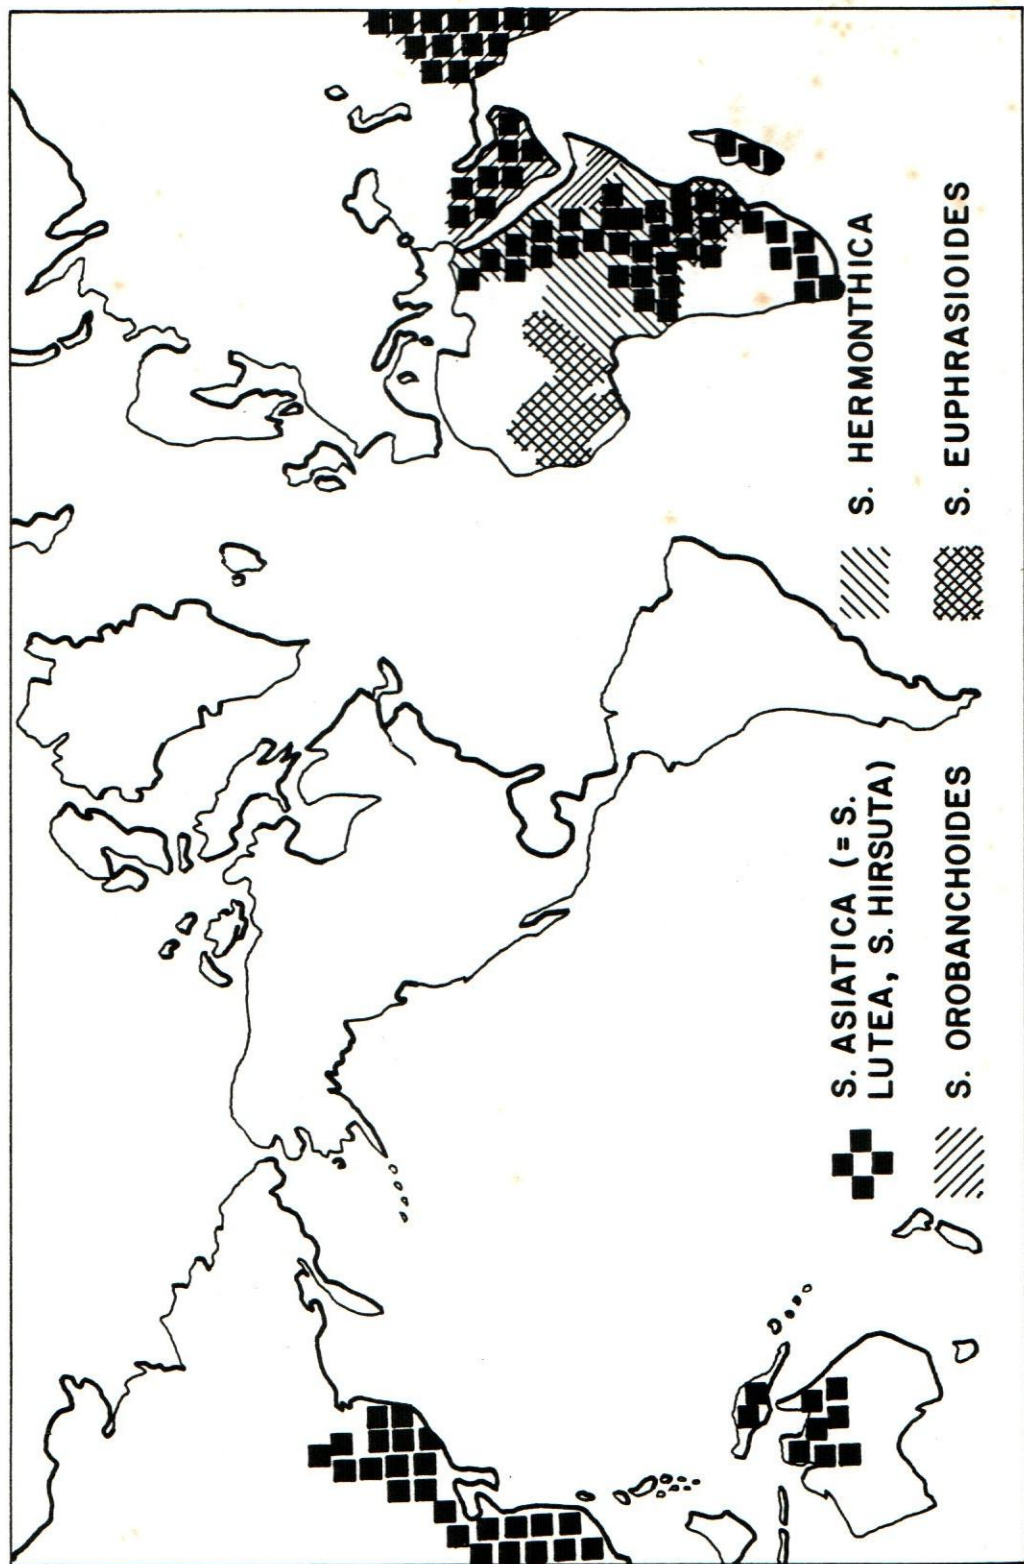 S. ASIATICA (= S.
LUTEA, S. HIRSUTA)
S. OROBANCHOIDES
S. HERMONTHICA
S. EUPHRASIOIDES